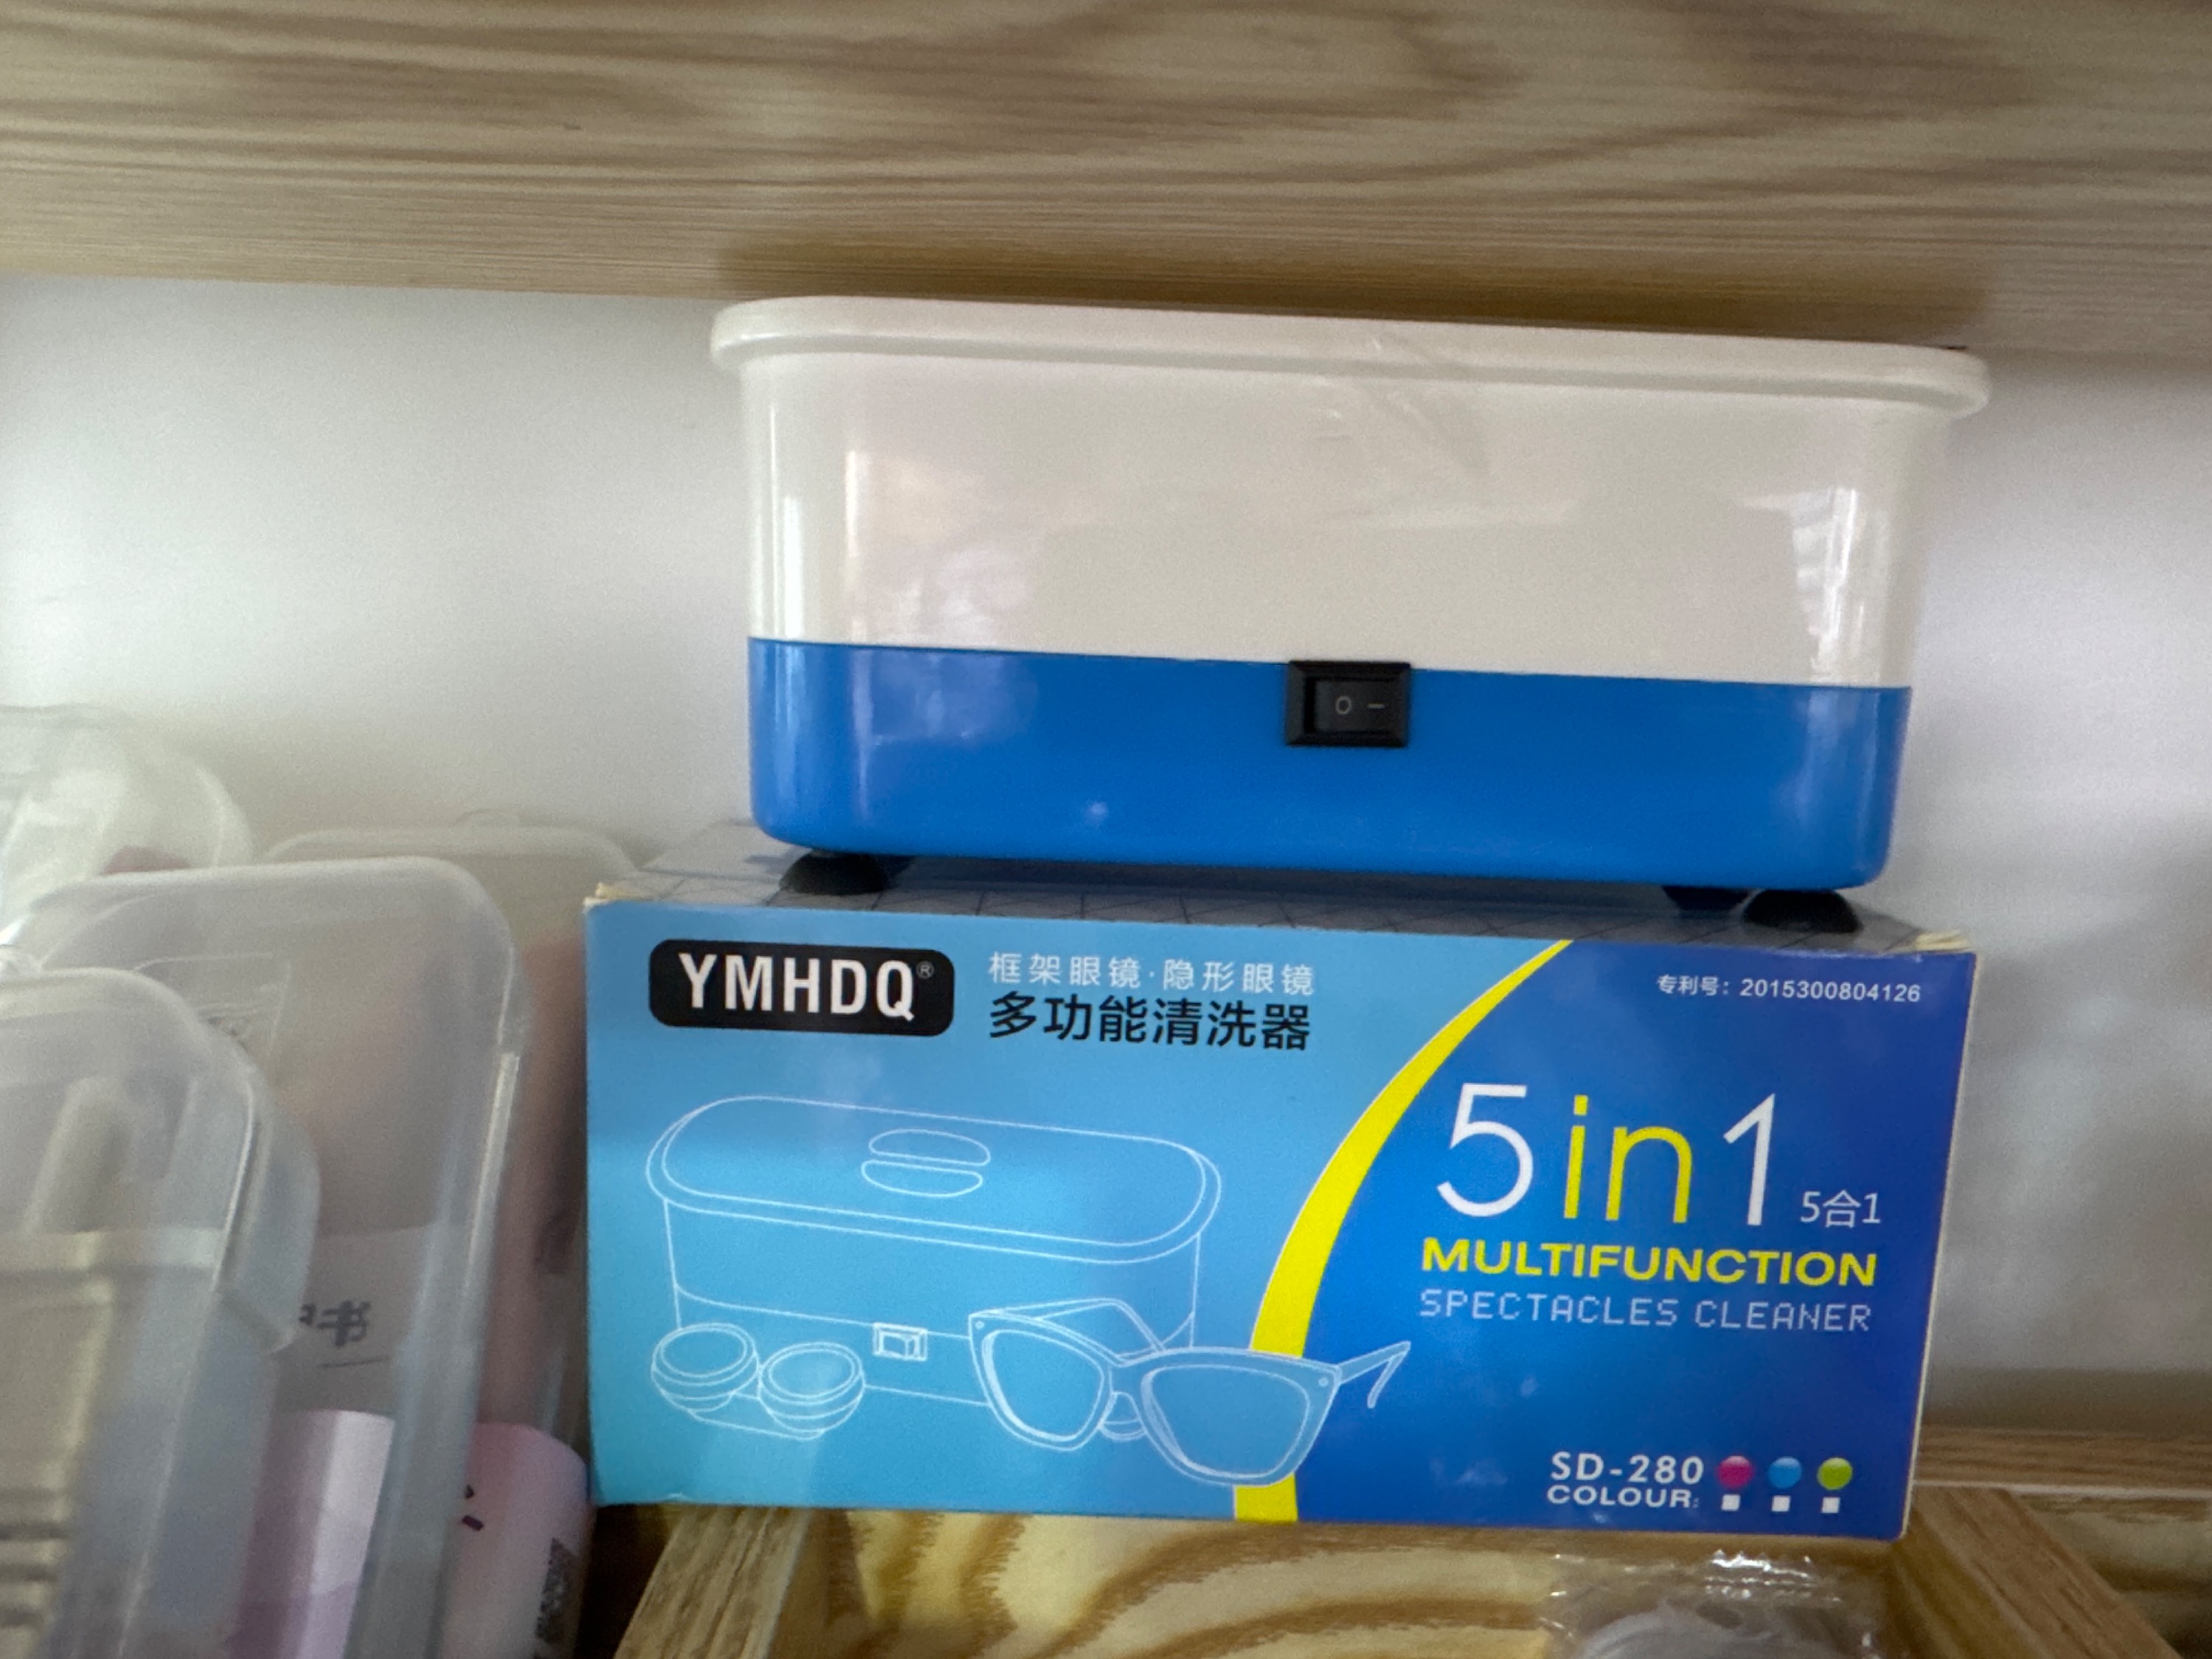 O –
YMHDQ®
框架眼镜·隐形眼镜
多功能清洗器
专利号：2015300804126
5in1 5合1
MULTIFUNCTION
SPECTACLES CLEANER
SD-280
COLOUR:
书